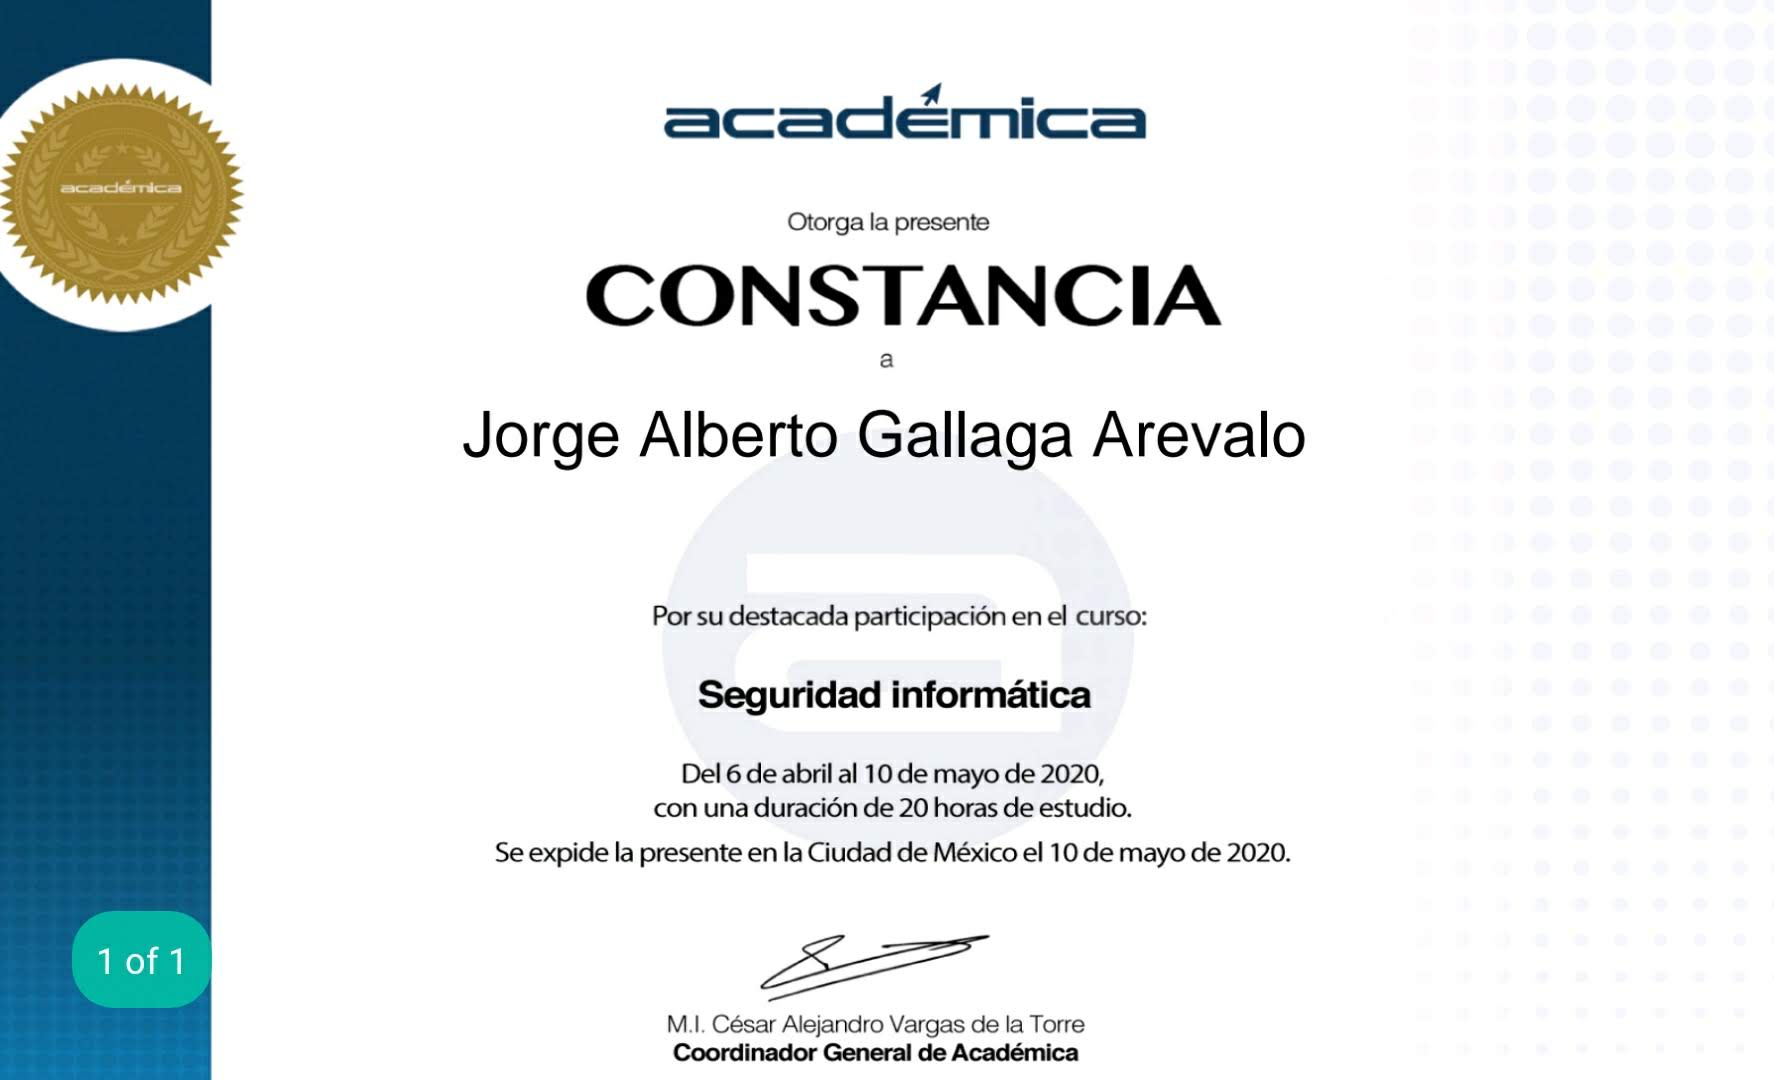 académica
académica
Otorga la presente
CONSTANCIA
a
Jorge Alberto Gallaga Arevalo
Por su destacada participación en el curso:
Seguridad informática
Del 6 de abril al 10 de mayo de 2020,
con una duración de 20 horas de estudio.
Se expide la presente en la Ciudad de México el 10 de mayo de 2020.
1 of 1
M.I. César Alejandro Vargas de la Torre
Coordinador General de Académica